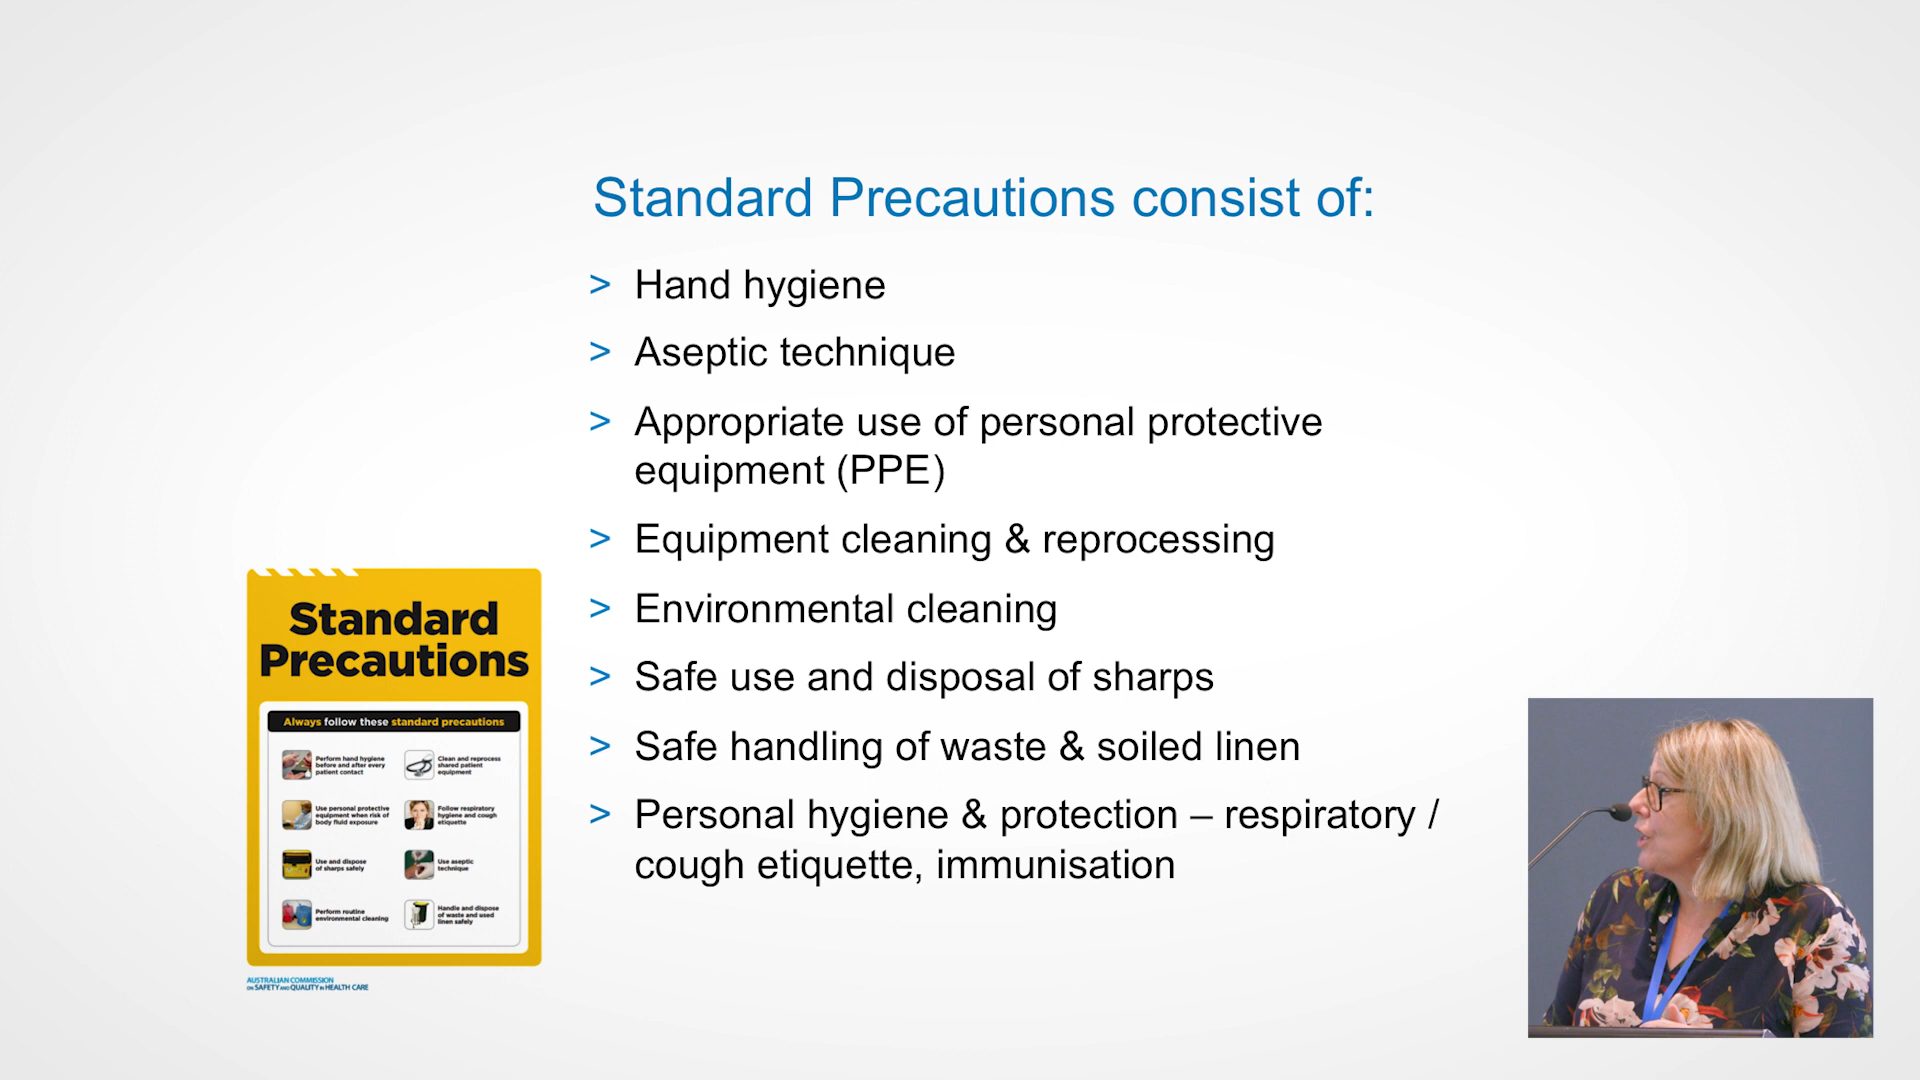 Standard Precautions consist of:
> Hand hygiene
> Aseptic technique
> Appropriate use of personal protective
equipment (PPE)
> Equipment cleaning & reprocessing
> Environmental cleaning
> Safe use and disposal of sharps
> Safe handling of waste & soiled linen
> Personal hygiene & protection – respiratory /
cough etiquette, immunisation
Standard
Precautions
Always follow these standard precautions
Perform hand hygiene
before and after every
patient contact
Clean and reprocess
shared patient
equipment
Use personal protective
equipment when risk of
body fluid exposure
Follow respiratory
hygiene and cough
etiquette
Use and dispose
of sharps safely
Use aseptic
technique
Perform routine
environmental cleaning
Handle and dispose
of waste and used
linen safely
AUSTRALIAN COMMISSION
ON SAFETY AND QUALITY IN HEALTH CARE